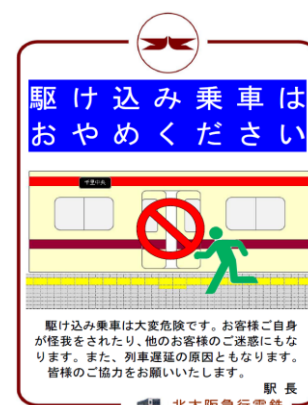 駆け込み乗車は
おやめください
千里中央
駆け込み乗車は大変危険です。お客様ご自身
が怪我をされたり、他のお客様のご迷惑にもな
ります。また、列車遅延の原因ともなります。
皆様のご協力をお願いいたします。
駅 長
北大阪急行電鉄